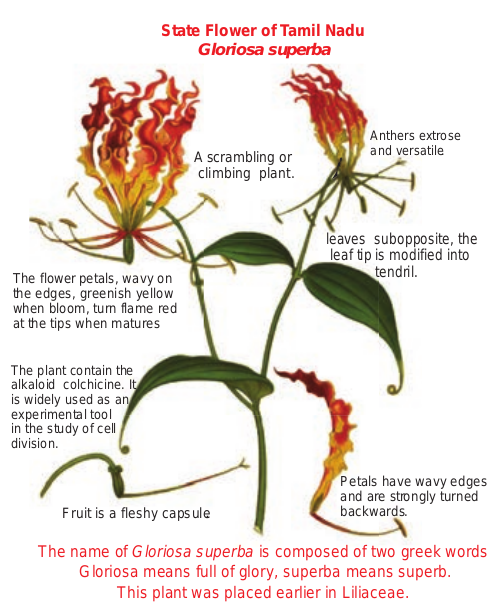 State Flower of Tamil Nadu
Gloriosa superba
Anthers extrose
and versatile.
A scrambling or
climbing plant.
leaves subopposite, the
leaf tip is modified into
tendril.
The flower petals, wavy on
the edges, greenish yellow
when bloom, turn flame red
at the tips when matures
The plant contain the
alkaloid colchicine. It
is widely used as an
experimental tool
in the study of cell
division.
Petals have wavy edges
and are strongly turned
backwards.
Fruit is a fleshy capsule.
The name of Gloriosa superba is composed of two greek words
Gloriosa means full of glory, superba means superb.
This plant was placed earlier in Liliaceae.